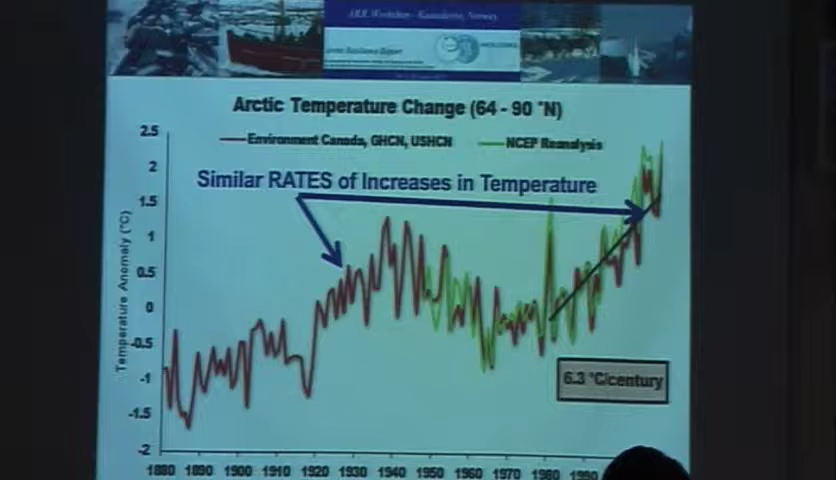 Arctic Temperature Change (64 - 90 °N)
Environment Canada, GHCN, USHCN
NCEP Reanalysis
Similar RATES of Increases in Temperature
Temperature Anomaly (°C)
2.5
2
1.5
1
0.5
0
-0.5
-1
-1.5
-2
6.3 °C/century
1880 1890 1900 1910 1920 1930 1940 1950 1960 1970 1980 1990